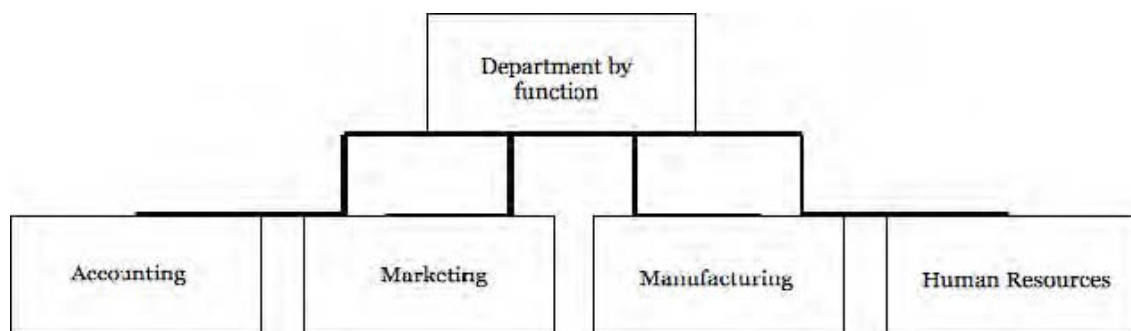 Department by
function
Accounting
Marketing
Manufacturing
Human Resources